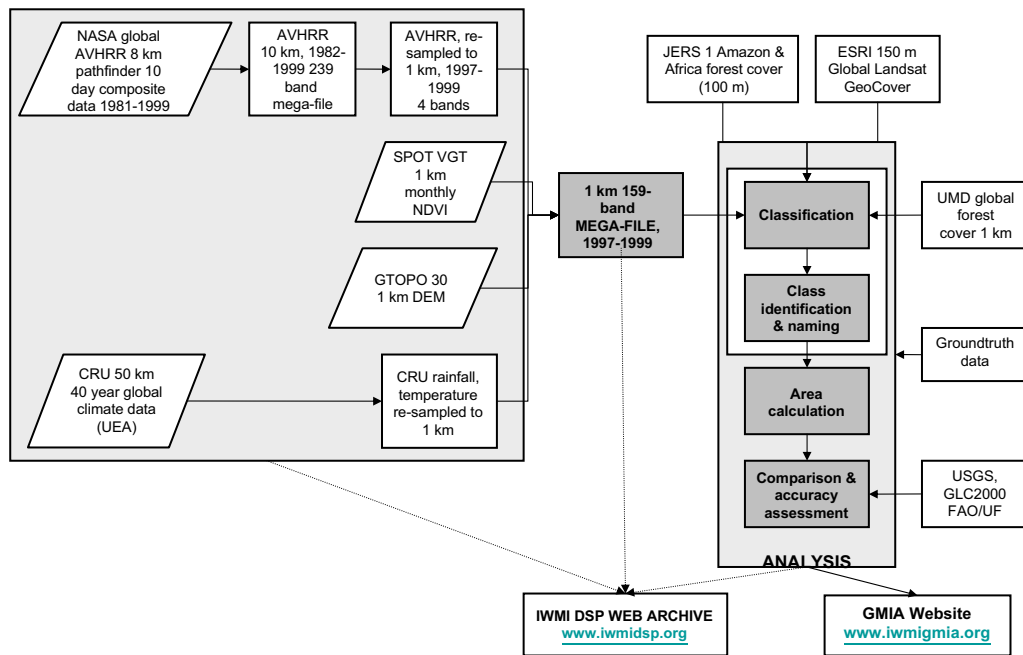 NASA global
AVHRR 8 km
pathfinder 10
day composite
data 1981-1999
AVHRR
10 km, 1982-
1999 239
band
mega-file
AVHRR, re-
sampled to
1 km, 1997-
1999
4 bands
SPOT VGT
1 km
monthly
NDVI
GTOPO 30
1 km DEM
CRU 50 km
40 year global
climate data
(UEA)
CRU rainfall,
temperature
re-sampled to
1 km
1 km 159-
band
MEGA-FILE,
1997-1999
JERS 1 Amazon &
Africa forest cover
(100 m)
ESRI 150 m
Global Landsat
GeoCover
Classification
Class
identification
& naming
Area
calculation
Comparison &
accuracy
assessment
ANALYSIS
UMD global
forest
cover 1 km
Groundtruth
data
USGS,
GLC2000
FAO/UF
IWMI DSP WEB ARCHIVE
www.iwmidsp.org
GMIA Website
www.iwmigmia.org